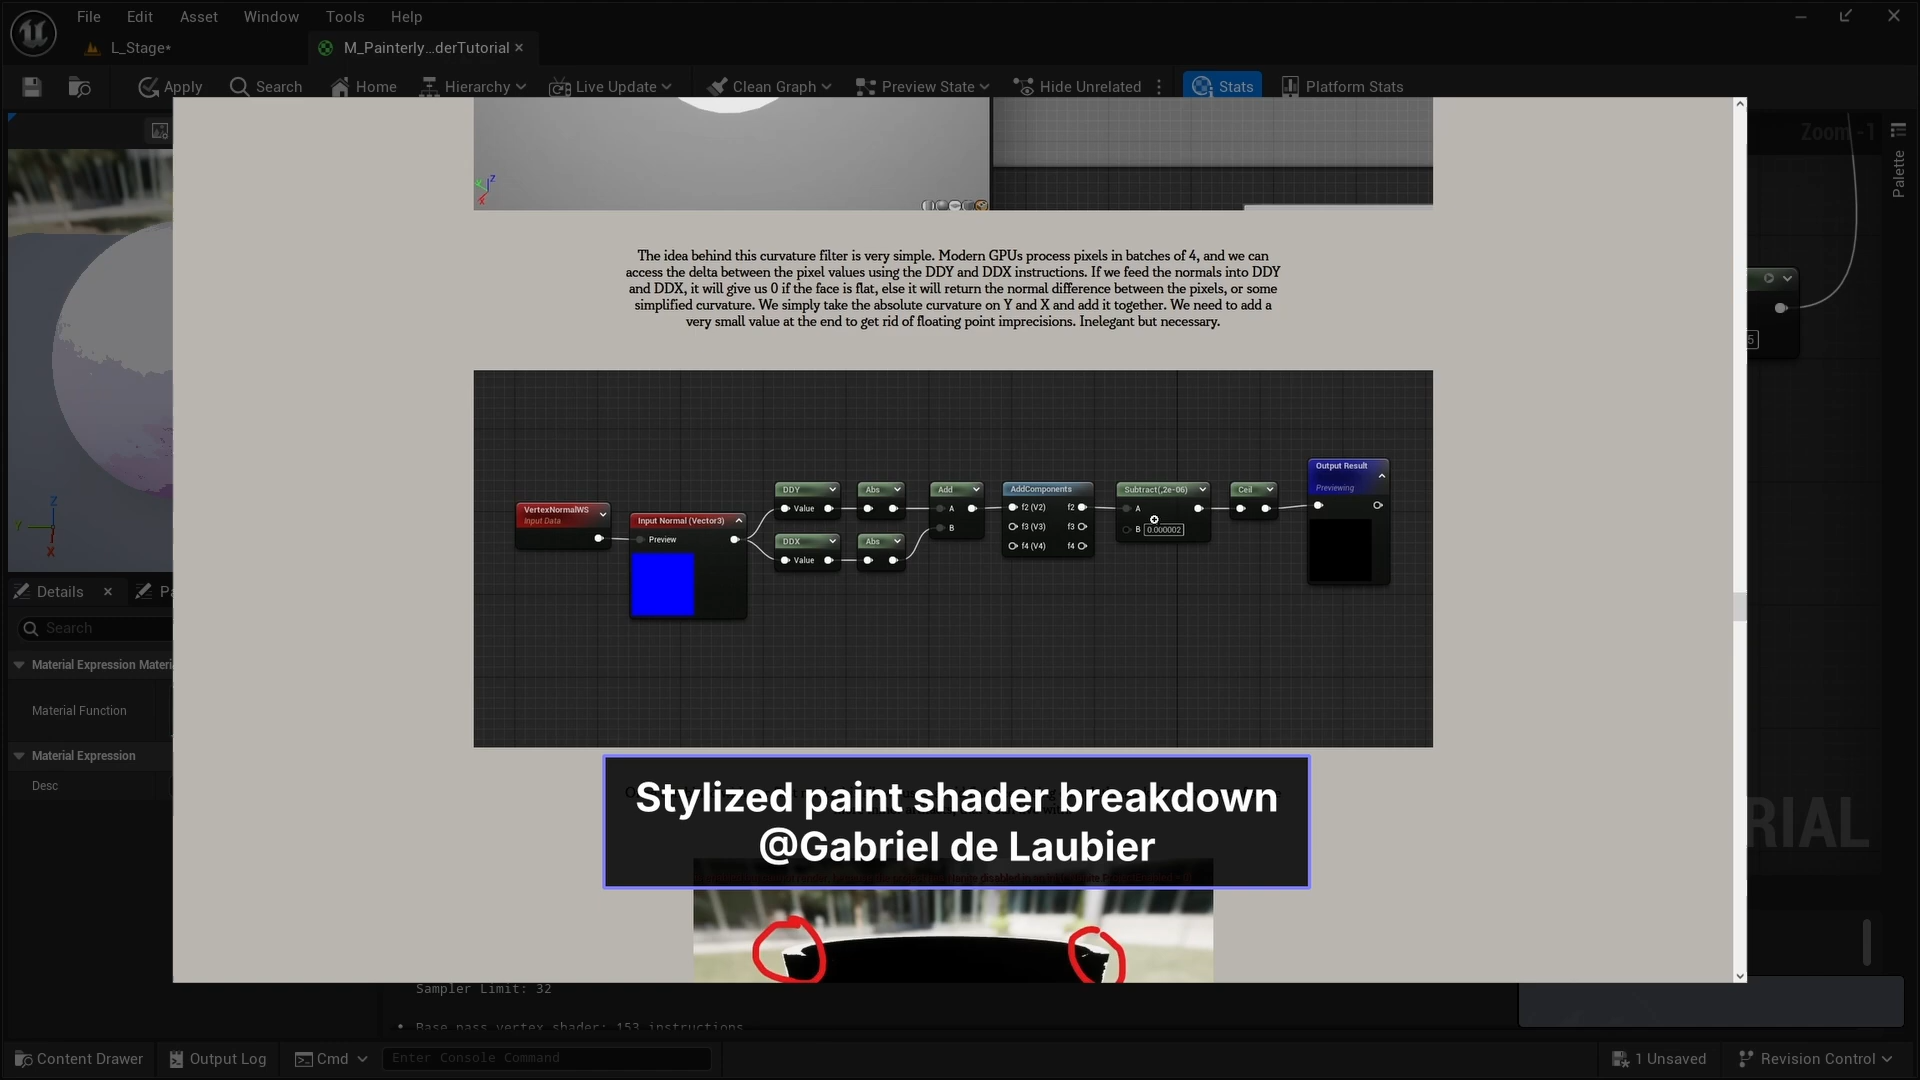 File Edit Asset Window Tools Help
L_Stage*
M_Painterly...derTutorial
Apply Search Home Hierarchy Live Update Clean Graph Preview State Hide Unrelated Stats Platform Stats
Zoom -1
Palette
The idea behind this curvature filter is very simple. Modern GPUs process pixels in batches of 4, and we can
access the delta between the pixel values using the DDY and DDX instructions. If we feed the normals into DDY
and DDX, it will give us 0 if the face is flat, else it will return the normal difference between the pixels, or some
simplified curvature. We simply take the absolute curvature on Y and X and add it together. We need to add a
very small value at the end to get rid of floating point imprecisions. Inelegant but necessary.
VertexNormalWS
Input Data
Input Normal (Vector3)
Preview
DDY
Value
DDX
Value
Abs
Abs
Add
A
B
AddComponents
f2 (V2) f2
f3 (V3) f3
f4 (V4) f4
Subtract(,2e-06)
A
B 0.000002
Ceil
Output Result
Previewing
Z
Y
X
Details
Search
Material Expression Materi
Material Function
Material Expression
Desc
Stylized paint shader breakdown
@Gabriel de Laubier
RIAL
Sampler Limit: 32
• Base pass vertex shader: 153 instructions
Content Drawer Output Log Cmd Enter Console Command 1 Unsaved Revision Control